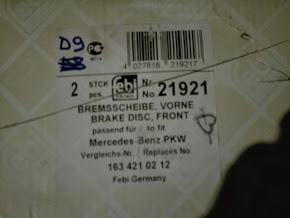 D9
4 027816 219217
2 STCK pcs. febi Nr. No. 21921
BREMSSCHEIBE, VORNE
BRAKE DISC, FRONT
passend für / to fit
Mercedes-Benz PKW
Vergleichs-Nr. / Replaces No.
163 421 02 12
Febi Germany